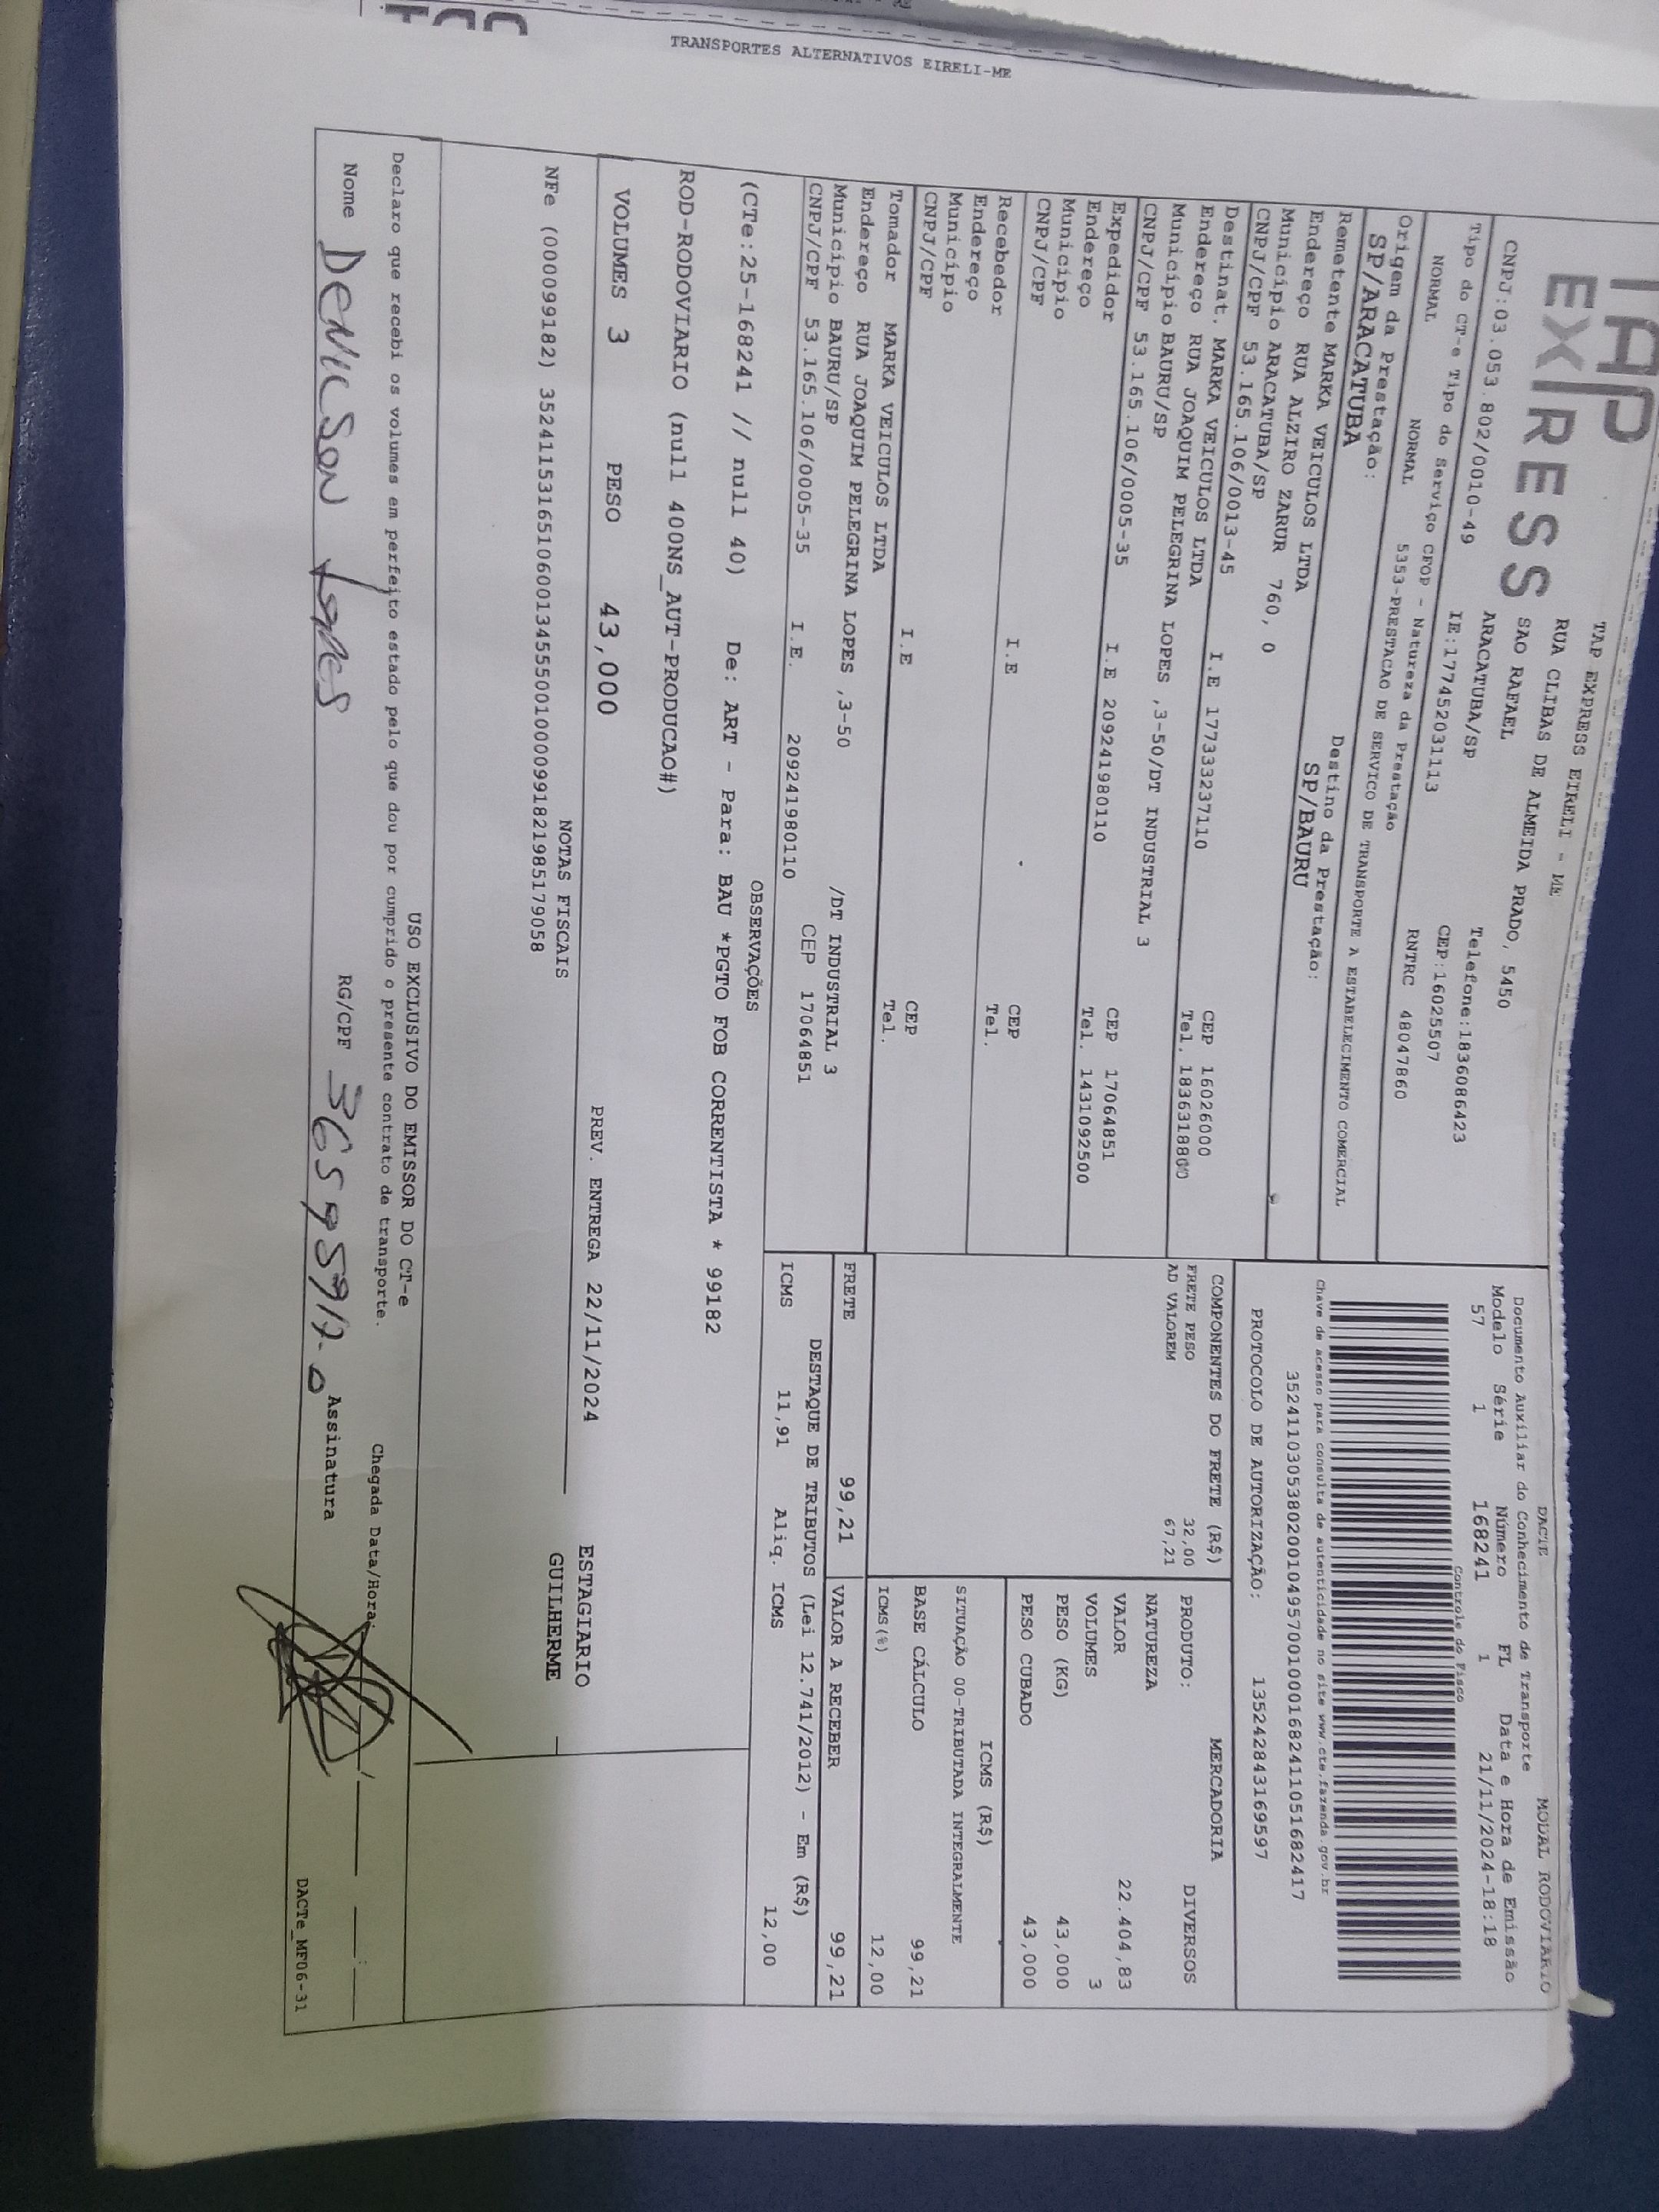 TRANSPORTES ALTERNATIVOS EIRELI-ME
TAP
EXPRESS
TAP EXPRESS EIRELI - ME
RUA CLIBAS DE ALMEIDA PRADO, 5450
SAO RAFAEL
ARACATUBA/SP
Telefone:1836086423
CNPJ:03.053.802/0010-49
IE:177452031113
CEP:16025507
RNTRC 48047860
Tipo do CT-e Tipo do Serviço CFOP - Natureza da Prestação
NORMAL NORMAL 5353-PRESTACAO DE SERVICO DE TRANSPORTE A ESTABELECIMENTO COMERCIAL
Origem da Prestação: Destino da Prestação:
SP/ARACATUBA SP/BAURU
DACTE MODAL RODOVIARIO
Documento Auxiliar do Conhecimento de Transporte
Modelo Série Número FL Data e Hora de Emissão
57 1 168241 1 21/11/2024-18:18
Controle do Fisco
Chave de acesso para consulta de autenticidade no site www.cte.fazenda.gov.br
35241103053802001049570010001682411051682417
PROTOCOLO DE AUTORIZAÇÃO: 135242843169597
Remetente MARKA VEICULOS LTDA
Endereço RUA ALZIRO ZARUR 760, 0
Município ARACATUBA/SP CEP 16026000
CNPJ/CPF 53.165.106/0013-45 I.E 177333237110 Tel. 1836318800
Destinat. MARKA VEICULOS LTDA
Endereço RUA JOAQUIM PELEGRINA LOPES ,3-50/DT INDUSTRIAL 3
Município BAURU/SP CEP 17064851
CNPJ/CPF 53.165.106/0005-35 I.E 209241980110 Tel. 1431092500
Expedidor
Endereço
Município CEP
CNPJ/CPF I.E Tel.
Recebedor
Endereço
Município CEP
CNPJ/CPF I.E Tel.
Tomador MARKA VEICULOS LTDA
Endereço RUA JOAQUIM PELEGRINA LOPES ,3-50 /DT INDUSTRIAL 3
Município BAURU/SP CEP 17064851
CNPJ/CPF 53.165.106/0005-35 I.E. 209241980110
COMPONENTES DO FRETE (R$)
FRETE PESO 32,00
AD VALOREM 67,21
MERCADORIA
PRODUTO: DIVERSOS
NATUREZA
VALOR 22.404,83
VOLUMES 3
PESO (KG) 43,000
PESO CUBADO 43,000
ICMS (R$)
SITUAÇÃO 00-TRIBUTADA INTEGRALMENTE
BASE CÁLCULO 99,21
ICMS(%) 12,00
FRETE 99,21 VALOR A RECEBER 99,21
DESTAQUE DE TRIBUTOS (Lei 12.741/2012) - Em (R$)
ICMS 11,91 Aliq. ICMS 12,00
OBSERVAÇÕES
(CTe:25-168241 // null 40) De: ART - Para: BAU *PGTO FOB CORRENTISTA * 99182
ROD-RODOVIARIO (null 400NS_AUT-PRODUCAO#)
VOLUMES 3 PESO 43,000 PREV. ENTREGA 22/11/2024
ESTAGIARIO
GUILHERME
NOTAS FISCAIS
NFe (000099182) 35241153165106001345550010000991821985179058
USO EXCLUSIVO DO EMISSOR DO CT-e
Declaro que recebi os volumes em perfeito estado pelo que dou por cumprido o presente contrato de transporte.
Chegada Data/Hora:
Nome Denicson RG/CPF Assinatura
DACTe_MF06-31